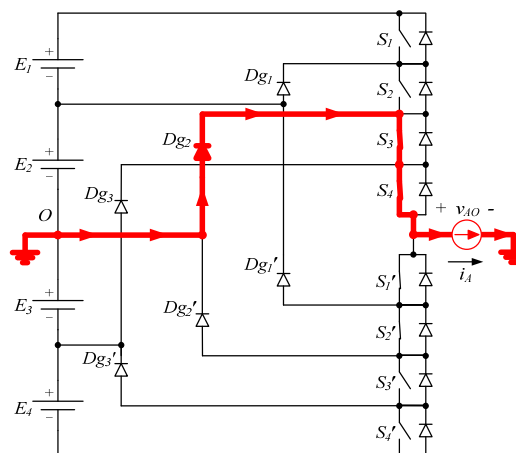 S1
+
E1
−
Dg1
S2
Dg2
S3
+
E2
−
Dg3
S4
O
+ vAO -
iA
Dg1′
S1′
+
E3
−
Dg2′
S2′
Dg3′
S3′
+
E4
−
S4′